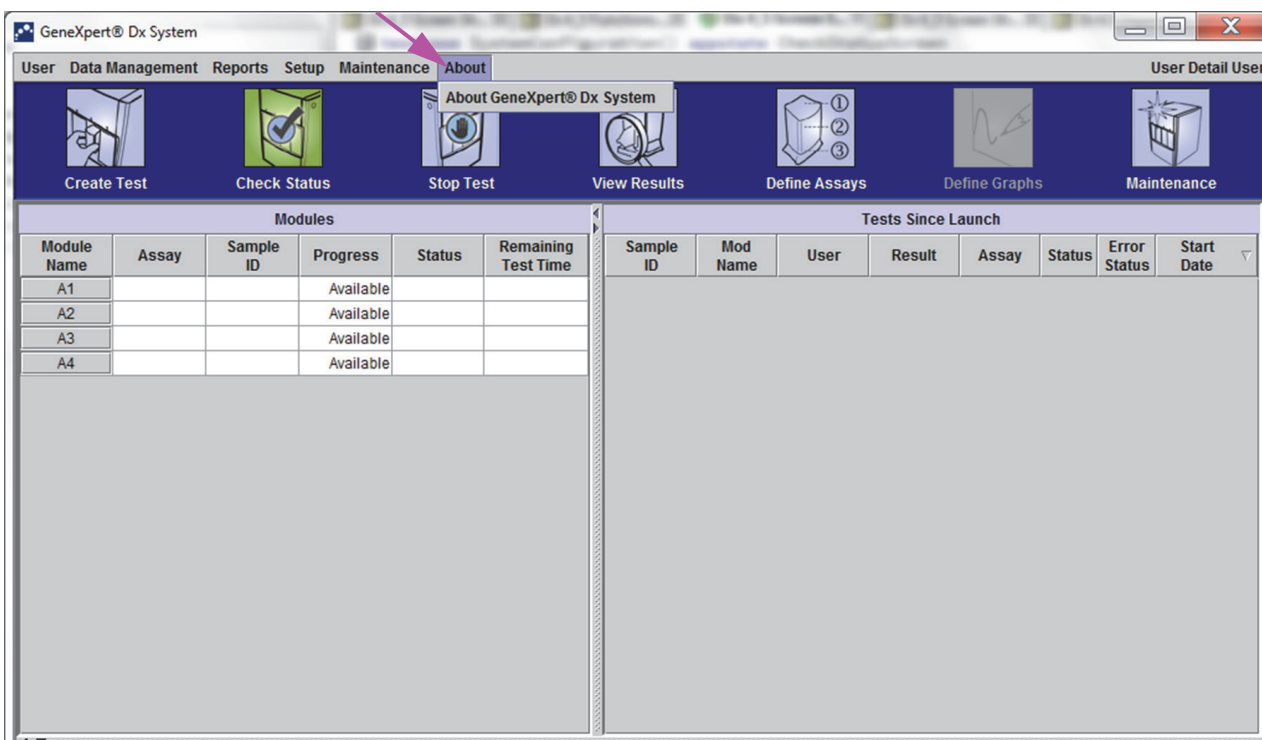 GeneXpert® Dx System
User Data Management Reports Setup Maintenance About User Detail User
About GeneXpert® Dx System
① ② ③
Create Test Check Status Stop Test View Results Define Assays Define Graphs Maintenance
Modules
Module Name Assay Sample ID Progress Status Remaining Test Time
A1 Available
A2 Available
A3 Available
A4 Available
Tests Since Launch
Sample ID Mod Name User Result Assay Status Error Status Start Date